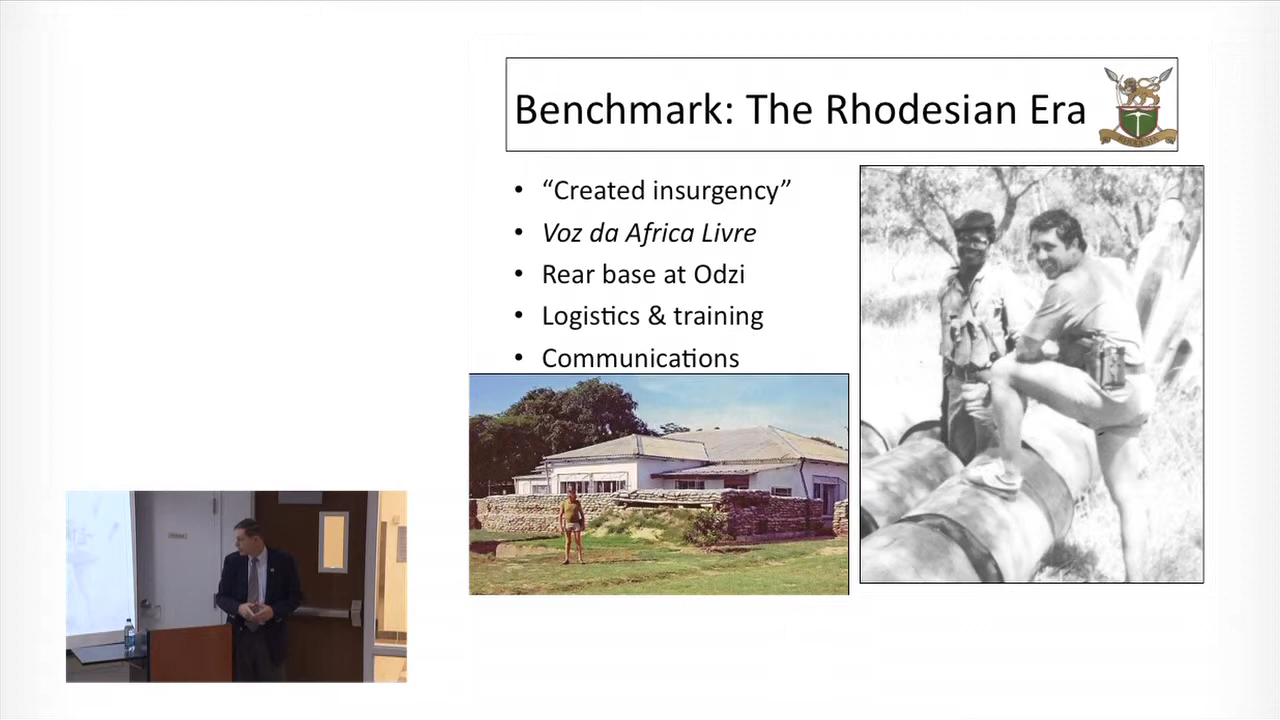 Benchmark: The Rhodesian Era
• “Created insurgency”
• Voz da Africa Livre
• Rear base at Odzi
• Logistics & training
• Communications